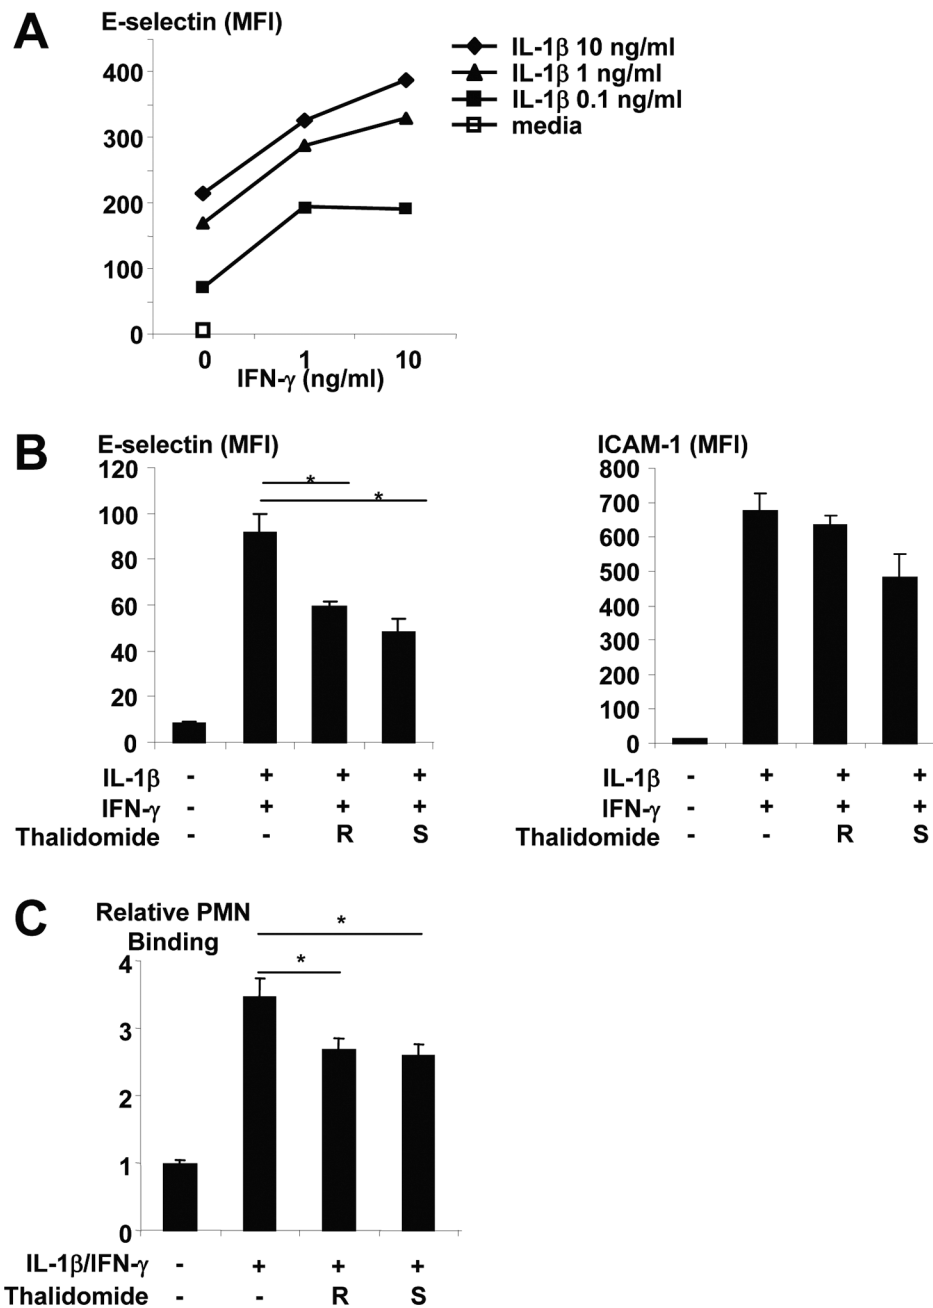 A
E-selectin (MFI)
400
300
200
100
0
0 1 10
IFN-γ (ng/ml)
IL-1β 10 ng/ml
IL-1β 1 ng/ml
IL-1β 0.1 ng/ml
media
B
E-selectin (MFI)
120
100
80
60
40
20
0
* 
*
IL-1β - + + +
IFN-γ - + + +
Thalidomide - - R S
ICAM-1 (MFI)
800
700
600
500
400
300
200
100
0
IL-1β - + + +
IFN-γ - + + +
Thalidomide - - R S
C
Relative PMN
Binding
4
3
2
1
0
*
*
IL-1β/IFN-γ - + + +
Thalidomide - - R S